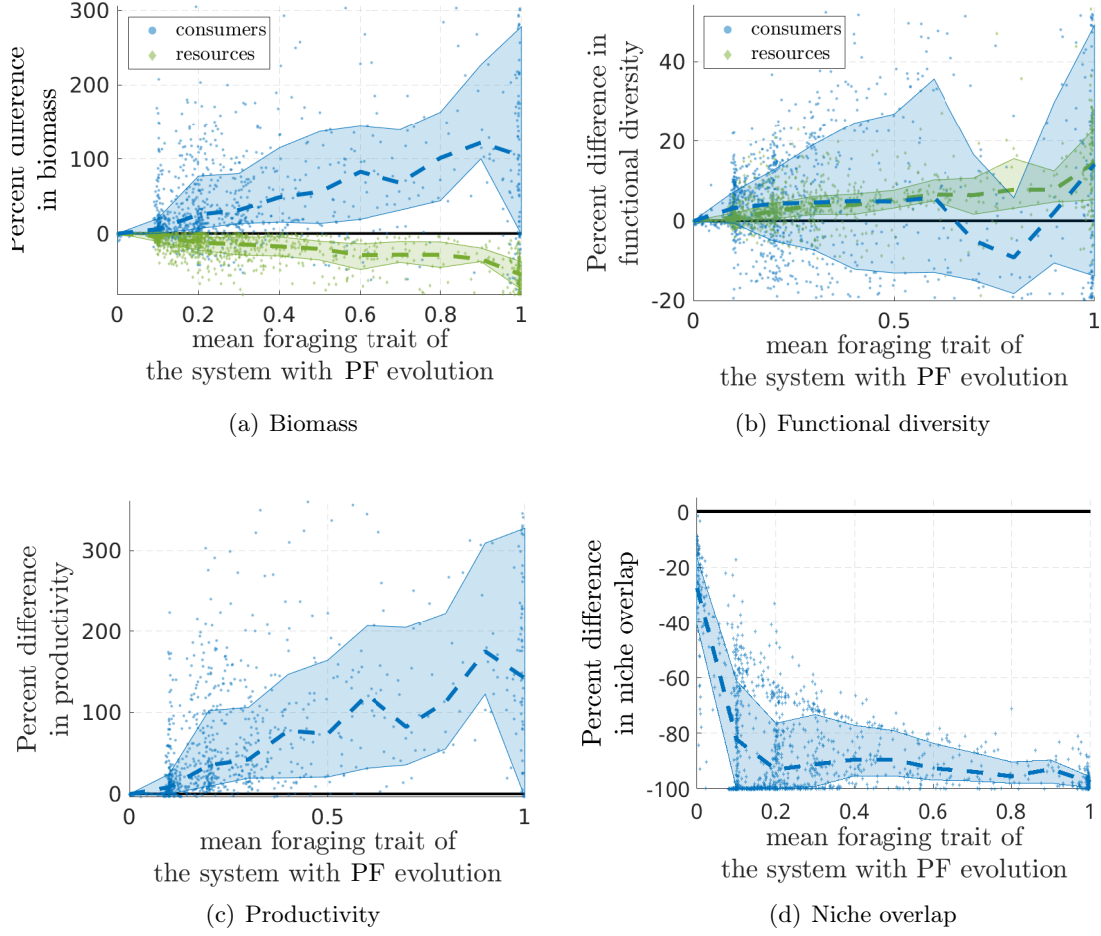 300
200
100
0
Percent difference
in biomass
consumers
resources
0
0.2
0.4
0.6
0.8
1
mean foraging trait of
the system with PF evolution
(a) Biomass
40
20
0
-20
Percent difference in
functional diversity
consumers
resources
0
0.5
1
mean foraging trait of
the system with PF evolution
(b) Functional diversity
300
200
100
0
Percent difference
in productivity
0
0.5
1
mean foraging trait of
the system with PF evolution
(c) Productivity
0
-20
-40
-60
-80
-100
Percent difference
in niche overlap
0
0.2
0.4
0.6
0.8
1
mean foraging trait of
the system with PF evolution
(d) Niche overlap